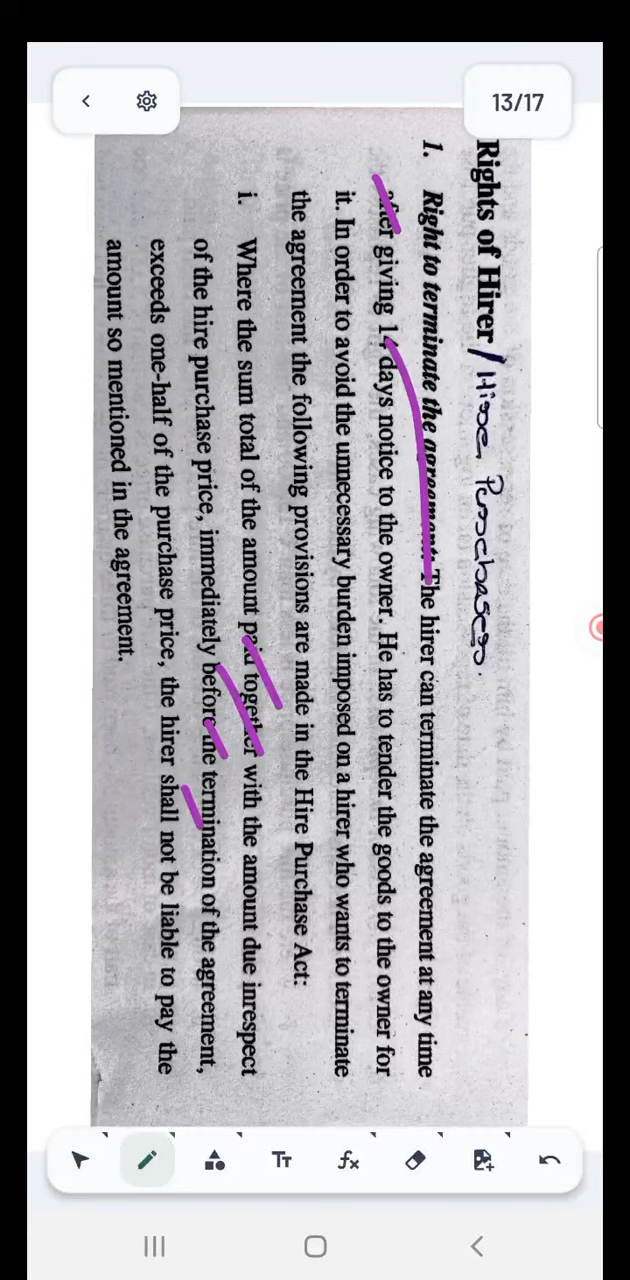 13/17
Rights of Hirer / Hire Purchaser.
1. Right to terminate the agreement: The hirer can terminate the agreement at any time
after giving 14 days notice to the owner. He has to tender the goods to the owner for
it. In order to avoid the unnecessary burden imposed on a hirer who wants to terminate
the agreement the following provisions are made in the Hire Purchase Act:
i. Where the sum total of the amount paid together with the amount due inrespect
of the hire purchase price, immediately before the termination of the agreement,
exceeds one-half of the purchase price, the hirer shall not be liable to pay the
amount so mentioned in the agreement.
Tт
fx